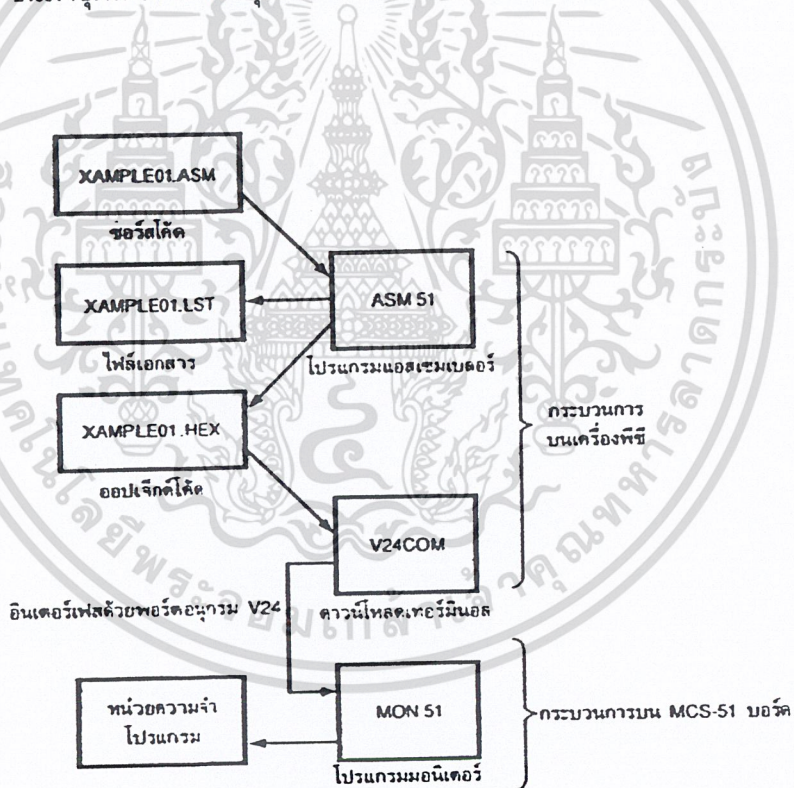 XAMPLE01.ASM
ซอร์สโค้ด
XAMPLE01.LST
ASM 51
ไฟล์เอกสาร
โปรแกรมแอสเซมเบลอร์
XAMPLE01.HEX
กระบวนการ
บนเครื่องพีซี
ออปเจ็กต์โค้ด
V24COM
อินเตอร์เฟสด้วยพอร์ตอนุกรม V24
ดาวน์โหลดเทอร์มินอล
หน่วยความจำ
โปรแกรม
MON 51
กระบวนการบน MCS-51 บอร์ด
โปรแกรมมอนิเตอร์